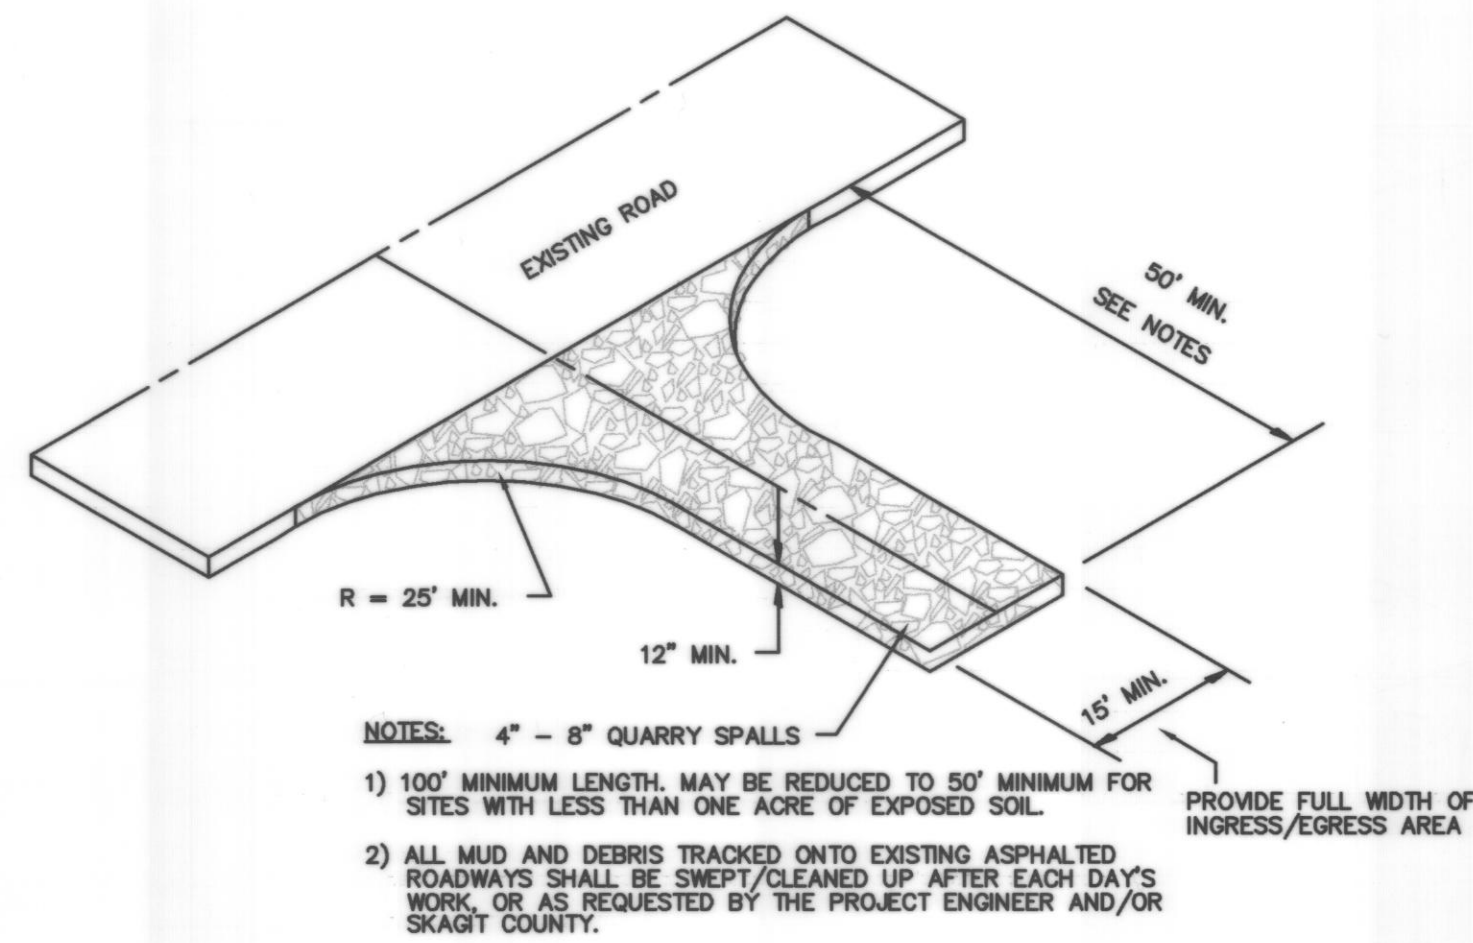 EXISTING ROAD
50' MIN.
SEE NOTES
R = 25' MIN.
12" MIN.
15' MIN.
NOTES: 4" - 8" QUARRY SPALLS
1) 100' MINIMUM LENGTH. MAY BE REDUCED TO 50' MINIMUM FOR
SITES WITH LESS THAN ONE ACRE OF EXPOSED SOIL.
PROVIDE FULL WIDTH OF
INGRESS/EGRESS AREA
2) ALL MUD AND DEBRIS TRACKED ONTO EXISTING ASPHALTED
ROADWAYS SHALL BE SWEPT/CLEANED UP AFTER EACH DAY'S
WORK, OR AS REQUESTED BY THE PROJECT ENGINEER AND/OR
SKAGIT COUNTY.